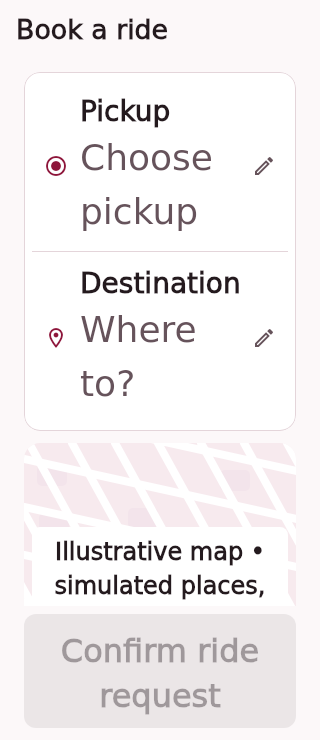 Book a ride
Pickup
Choose
pickup
Destination
Where
to?
Illustrative map •
simulated places,
Confirm ride
request